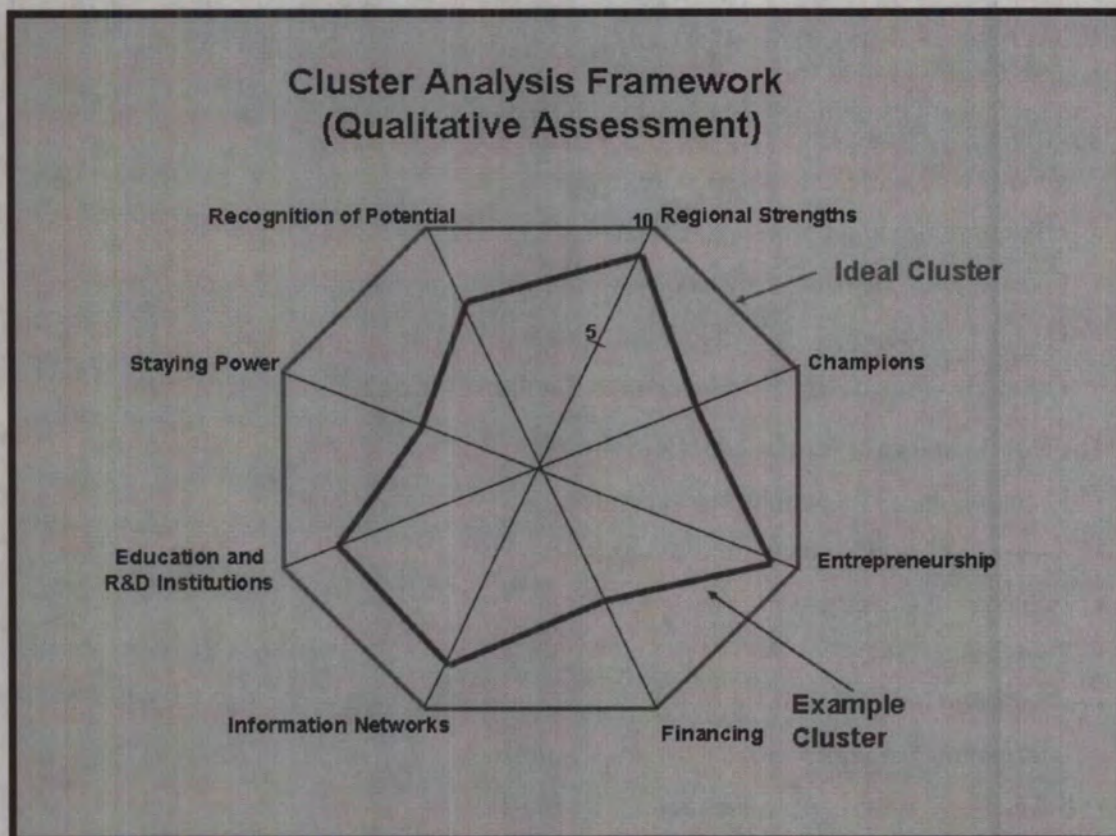 Cluster Analysis Framework
(Qualitative Assessment)
Recognition of Potential
10 Regional Strengths
Ideal Cluster
5
Staying Power
Champions
Education and
R&D Institutions
Entrepreneurship
Information Networks
Financing
Example
Cluster